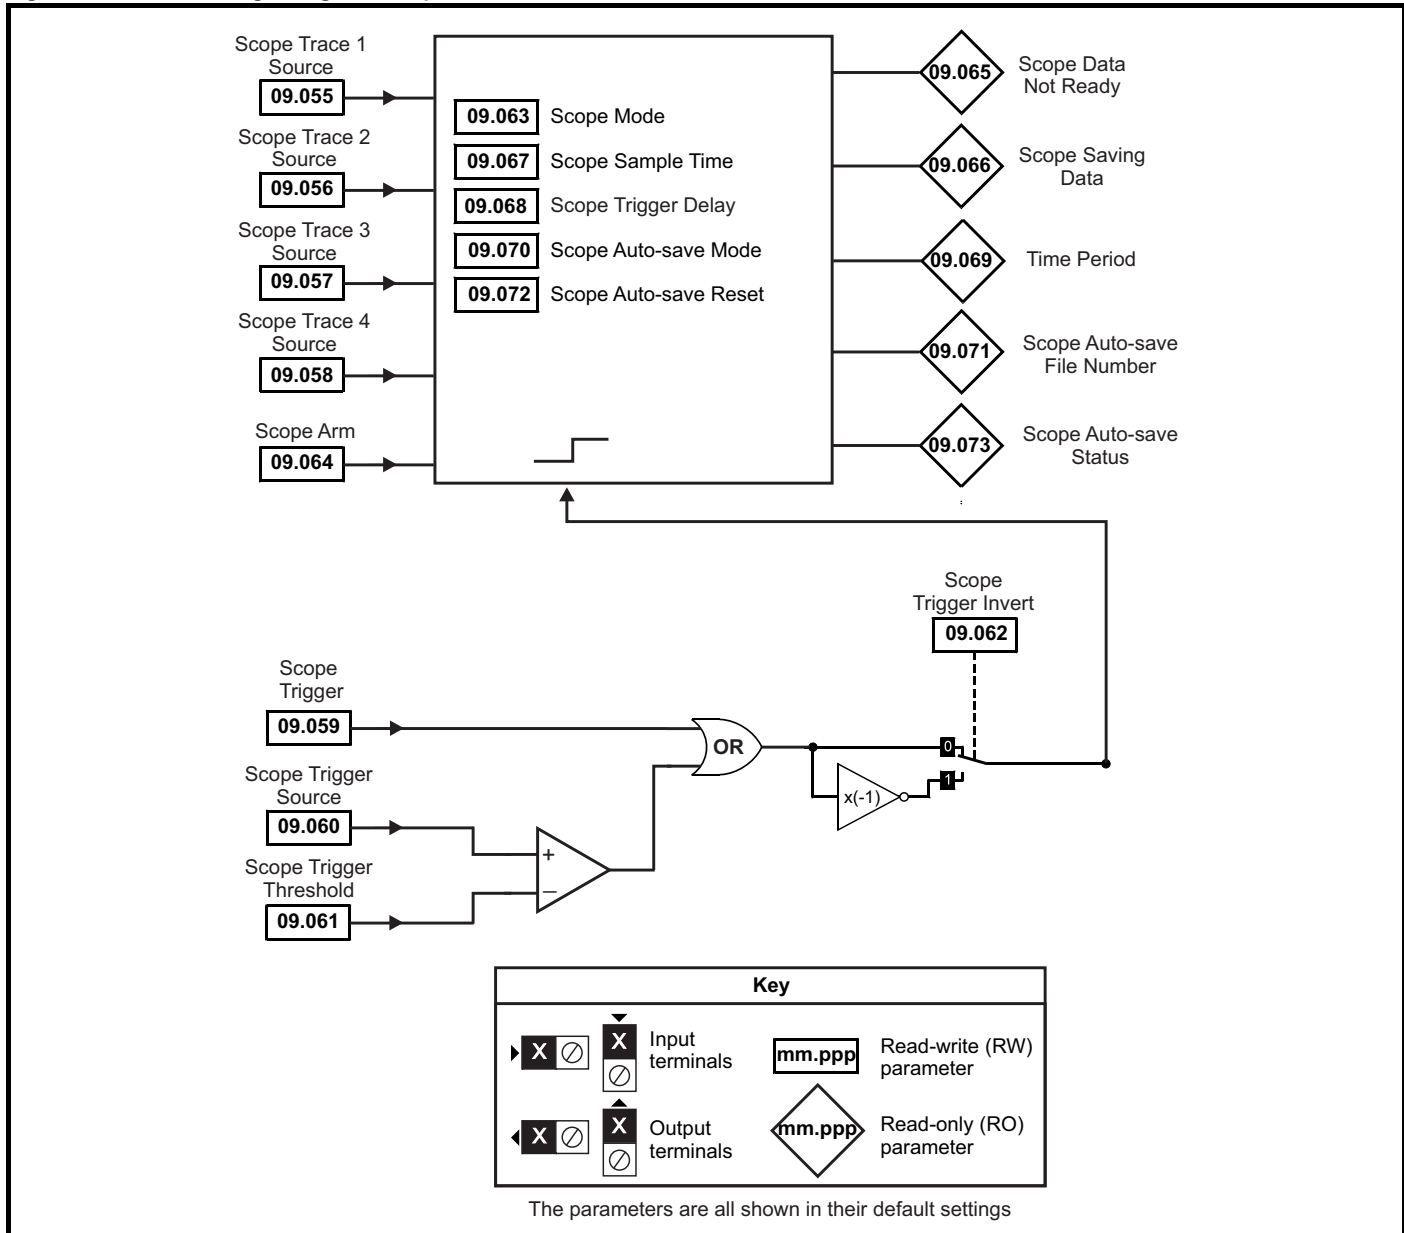 Scope Trace 1
Source
09.055
Scope Trace 2
Source
09.056
Scope Trace 3
Source
09.057
Scope Trace 4
Source
09.058
Scope Arm
09.064
09.063 Scope Mode
09.067 Scope Sample Time
09.068 Scope Trigger Delay
09.070 Scope Auto-save Mode
09.072 Scope Auto-save Reset
09.065
Scope Data
Not Ready
09.066
Scope Saving
Data
09.069
Time Period
09.071
Scope Auto-save
File Number
09.073
Scope Auto-save
Status
Scope
Trigger Invert
09.062
Scope
Trigger
09.059
Scope Trigger
Source
09.060
Scope Trigger
Threshold
09.061
+
–
OR
x(-1)
0
1
Key
X
X
Input
terminals
mm.ppp
Read-write (RW)
parameter
X
X
Output
terminals
mm.ppp
Read-only (RO)
parameter
The parameters are all shown in their default settings